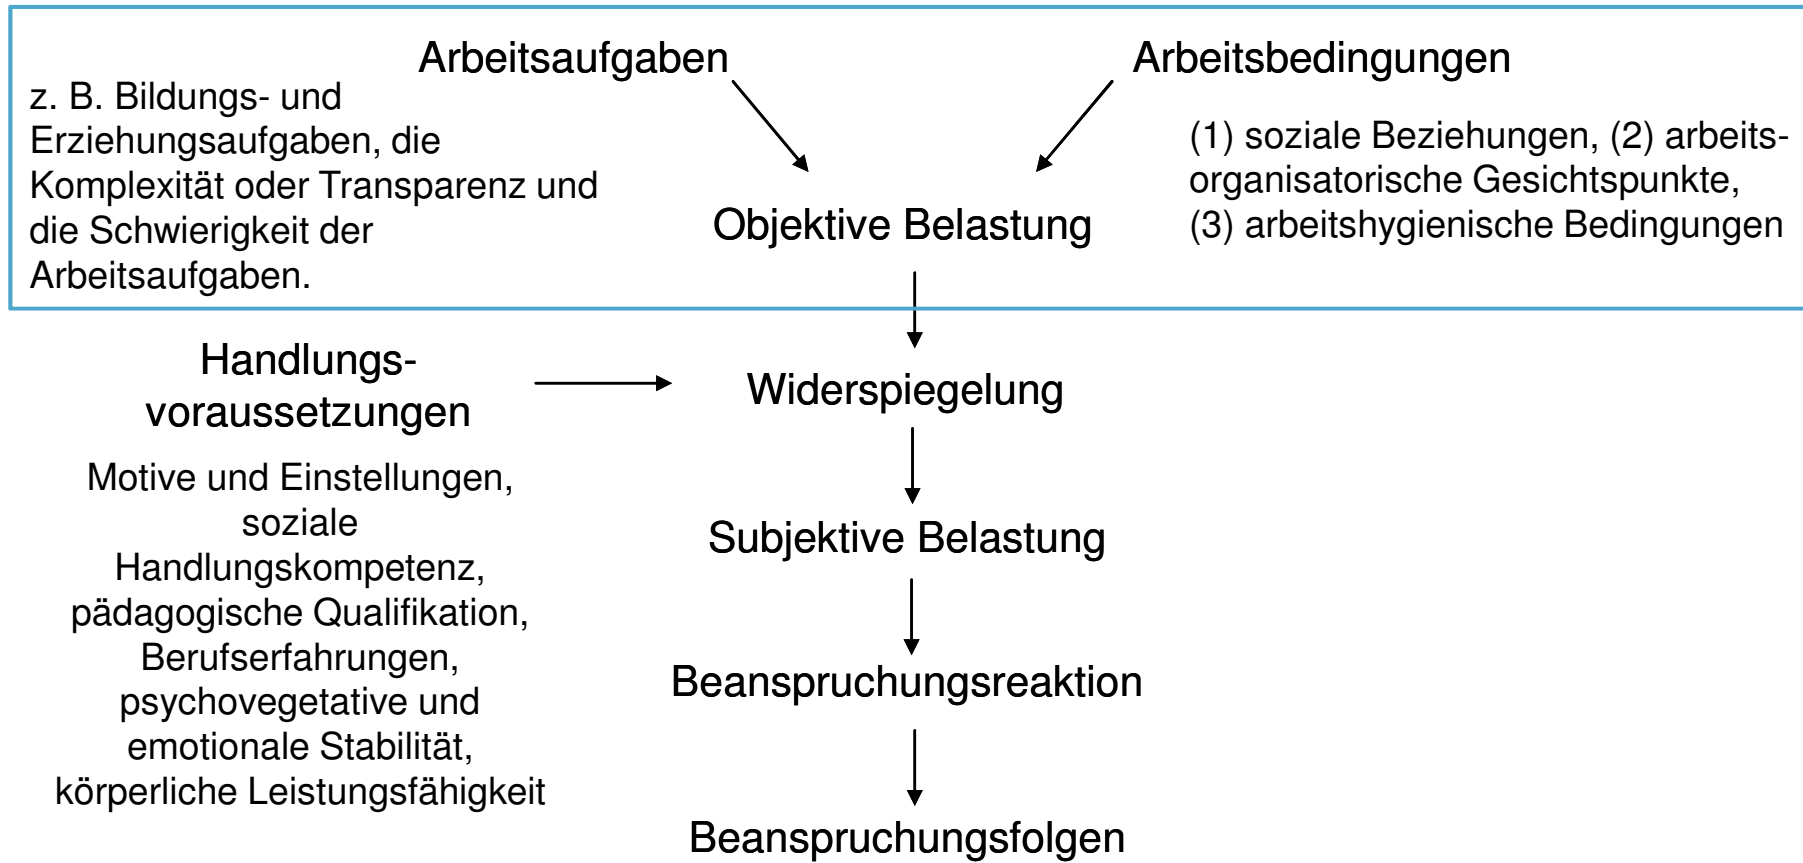 Arbeitsaufgaben
Arbeitsbedingungen
z. B. Bildungs- und
Erziehungsaufgaben, die
Komplexität oder Transparenz und
die Schwierigkeit der
Arbeitsaufgaben.
(1) soziale Beziehungen, (2) arbeits-
organisatorische Gesichtspunkte,
(3) arbeitshygienische Bedingungen
Objektive Belastung
Handlungs-
voraussetzungen
Widerspiegelung
Motive und Einstellungen,
soziale
Handlungskompetenz,
pädagogische Qualifikation,
Berufserfahrungen,
psychovegetative und
emotionale Stabilität,
körperliche Leistungsfähigkeit
Subjektive Belastung
Beanspruchungsreaktion
Beanspruchungsfolgen